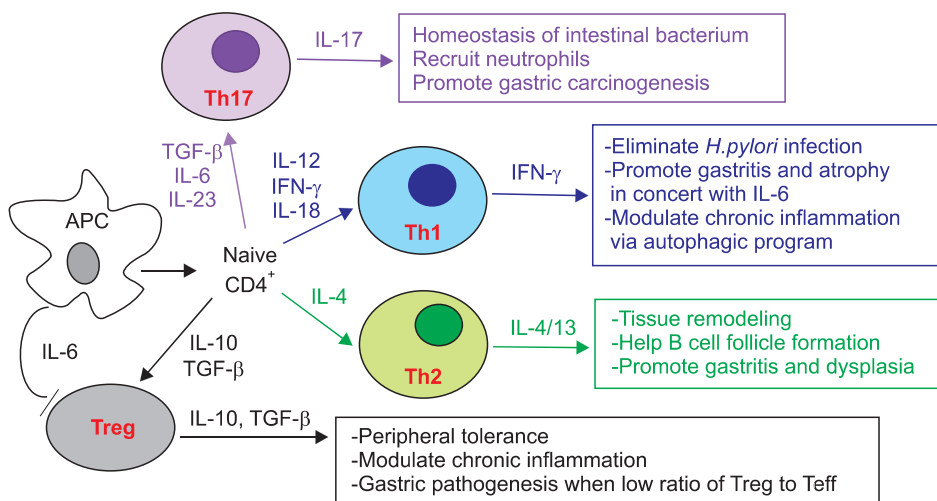 IL-17
Homeostasis of intestinal bacterium
Recruit neutrophils
Promote gastric carcinogenesis
Th17
TGF-β
IL-6
IL-23
IL-12
IFN-γ
IL-18
Th1
IFN-γ
-Eliminate H.pylori infection
-Promote gastritis and atrophy
in concert with IL-6
-Modulate chronic inflammation
via autophagic program
APC
Naive
CD4⁺
IL-4
Th2
IL-4/13
-Tissue remodeling
-Help B cell follicle formation
-Promote gastritis and dysplasia
IL-6
IL-10
TGF-β
Treg
IL-10, TGF-β
-Peripheral tolerance
-Modulate chronic inflammation
-Gastric pathogenesis when low ratio of Treg to Teff